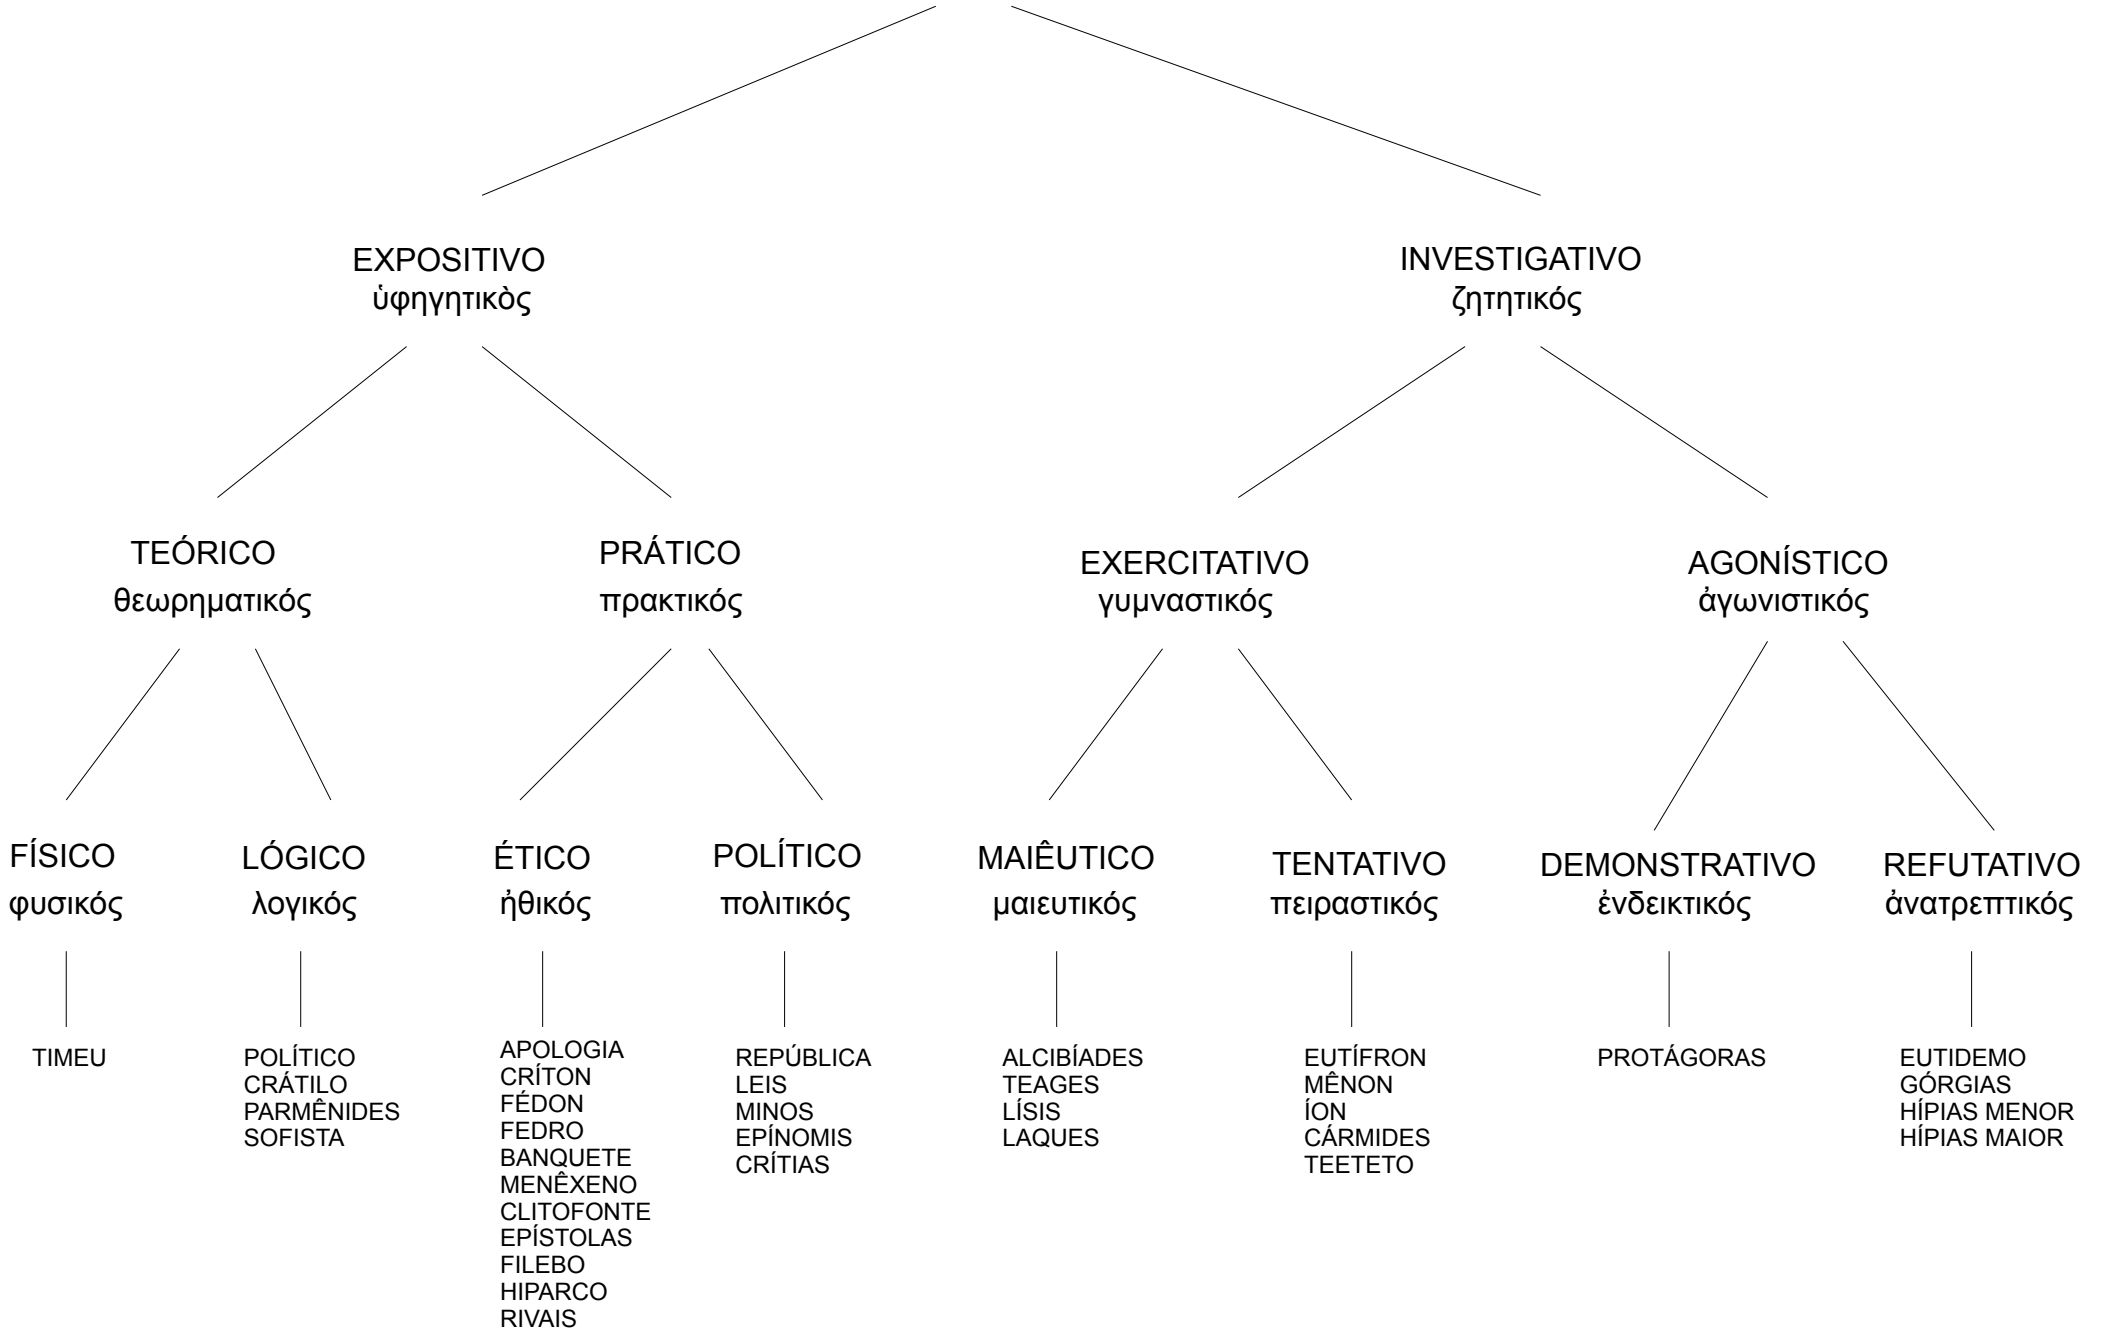 EXPOSITIVO
ὑφηγητικὸς
INVESTIGATIVO
ζητητικός
TEÓRICO
θεωρηματικός
PRÁTICO
πρακτικός
EXERCITATIVO
γυμναστικός
AGONÍSTICO
ἀγωνιστικός
FÍSICO
φυσικός
LÓGICO
λογικός
ÉTICO
ἠθικός
POLÍTICO
πολιτικός
MAIÊUTICO
μαιευτικός
TENTATIVO
πειραστικός
DEMONSTRATIVO
ἐνδεικτικός
REFUTATIVO
ἀνατρεπτικός
TIMEU
POLÍTICO
CRÁTILO
PARMÊNIDES
SOFISTA
APOLOGIA
CRÍTON
FÉDON
FEDRO
BANQUETE
MENÊXENO
CLITOFONTE
EPÍSTOLAS
FILEBO
HIPARCO
RIVAIS
REPÚBLICA
LEIS
MINOS
EPÍNOMIS
CRÍTIAS
ALCIBÍADES
TEAGES
LÍSIS
LAQUES
EUTÍFRON
MÊNON
ÍON
CÁRMIDES
TEETETO
PROTÁGORAS
EUTIDEMO
GÓRGIAS
HÍPIAS MENOR
HÍPIAS MAIOR